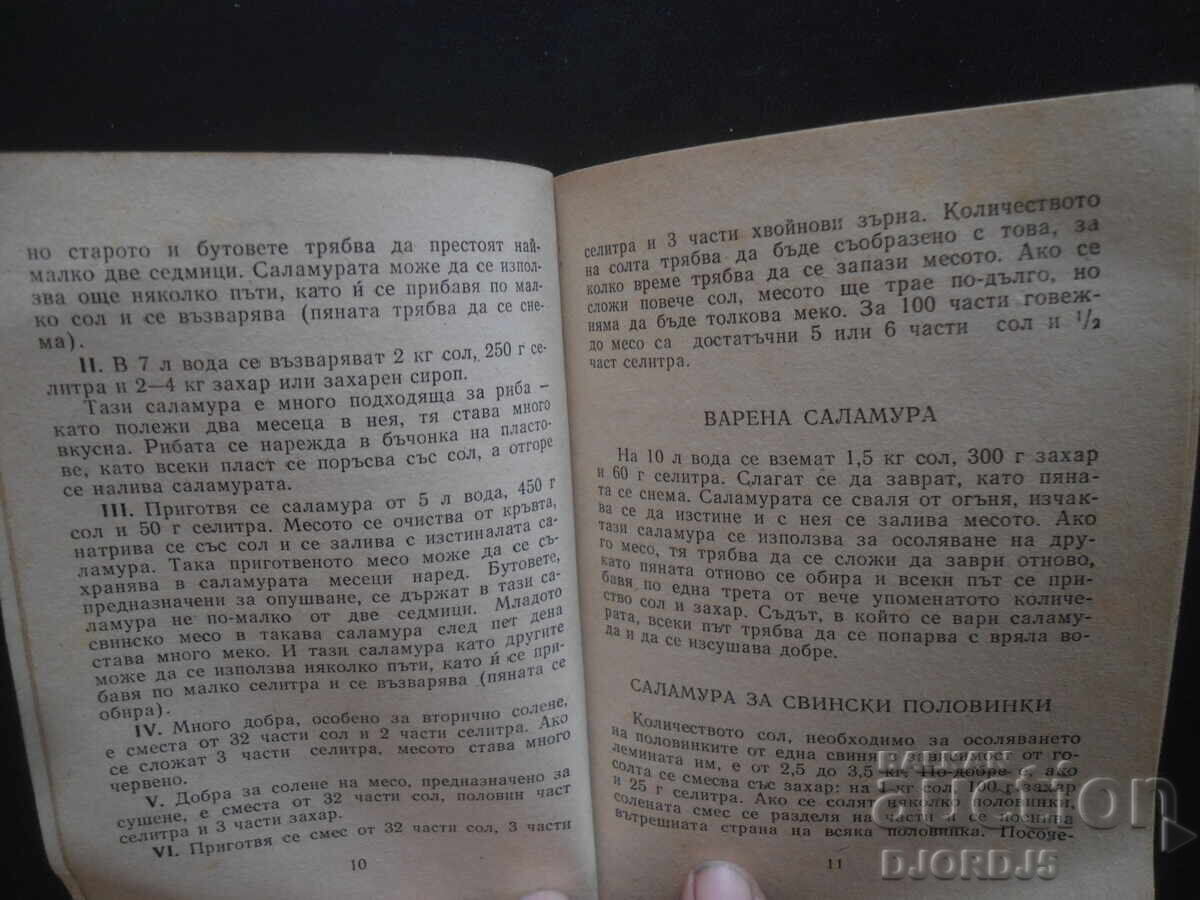 но старото и бутовете трябва да престоят най-
малко две седмици. Саламурата може да се изпол-
зва още няколко пъти, като ѝ се прибавя по мал-
ко сол и се възварява (пяната трябва да се сне-
ма).
II. В 7 л вода се възваряват 2 кг сол, 250 г се-
литра и 2—4 кг захар или захарен сироп.
Тази саламура е много подходяща за риба —
като полежи два месеца в нея, тя става много
вкусна. Рибата се нарежда в бъчонка на пласто-
ве, като всеки пласт се поръсва със сол, а отгоре
се налива саламурата.
III. Приготвя се саламура от 5 л вода, 450 г
сол и 50 г селитра. Месото се очиства от кръвта,
натрива се със сол и се залива с изстиналата са-
ламура. Така приготвеното месо може да се съ-
хранява в саламурата месеци наред. Бутовете,
предназначени за опушване, се държат в тази са-
ламура не по-малко от две седмици. Младото
свинско месо в такава саламура след пет дена
става много меко. И тази саламура като другите
може да се използва няколко пъти, като ѝ се при-
бавя по малко селитра и се възварява (пяната се
обира).
IV. Много добра, особено за вторично солене,
е сместа от 32 части сол и 2 части селитра. Ако
се сложат 3 части селитра, месото става много
червено.
V. Добра за солене на месо, предназначено за
сушене, е сместа от 32 части сол, половин част
селитра и 3 части захар.
VI. Приготвя се смес от 32 части сол, 3 части
10
селитра и 3 части хвойнови зърна. Количеството
на солта трябва да бъде съобразено с това, за
колко време трябва да се запази месото. Ако се
сложи повече сол, месото ще трае по-дълго, но
няма да бъде толкова меко. За 100 части говеж-
до месо са достатъчни 5 или 6 части сол и 1/2
част селитра.
ВАРЕНА САЛАМУРА
На 10 л вода се вземат 1,5 кг сол, 300 г захар
и 60 г селитра. Слагат се да заврат, като пяна-
та се снема. Саламурата се сваля от огъня, изчак-
ва се да изстине и с нея се залива месото. Ако
тази саламура се използва за осоляване на дру-
го месо, тя трябва да се сложи да заври отново,
като пяната отново се обира и всеки път се при-
бавя по една трета от вече упоменатото количе-
ство сол и захар. Съдът, в който се вари саламу-
рата, всеки път трябва да се попарва с вряла во-
да и да се изсушава добре.
САЛАМУРА ЗА СВИНСКИ ПОЛОВИНКИ
Количеството сол, необходимо за осоляването
на половинките от една свиня в зависимост от го-
лемината им, е от 2,5 до 3,5 кг. По-добре ако
солта се смесва със захар: на 1 кг сол 100 г захар
и 25 г селитра. Ако се солят няколко половинки,
солената смес се разделя на части и се посипва
вътрешната страна на всяка половинка. Посоче-
11
BALKAN
auction
DJORDJ5